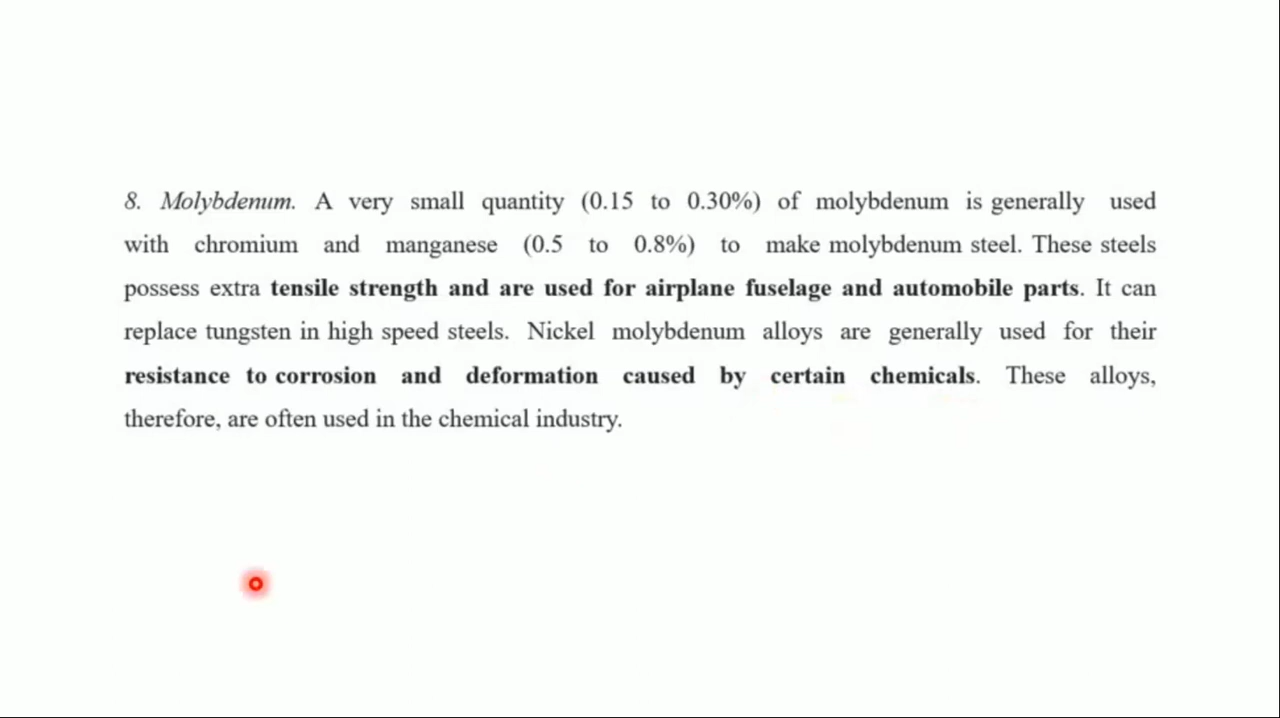 8. Molybdenum. A very small quantity (0.15 to 0.30%) of molybdenum is generally used
with chromium and manganese (0.5 to 0.8%) to make molybdenum steel. These steels
possess extra tensile strength and are used for airplane fuselage and automobile parts. It can
replace tungsten in high speed steels. Nickel molybdenum alloys are generally used for their
resistance to corrosion and deformation caused by certain chemicals. These alloys,
therefore, are often used in the chemical industry.